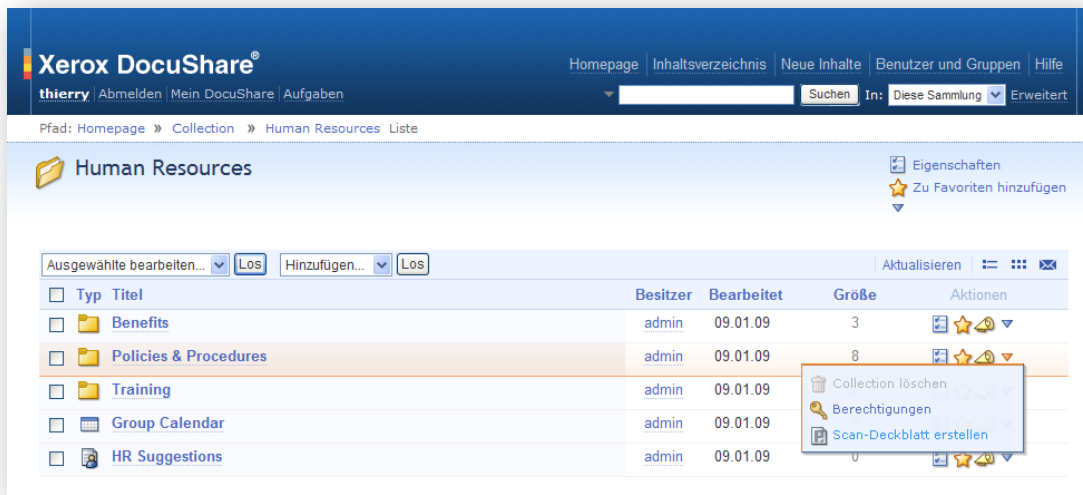 Xerox DocuShare®
Homepage Inhaltsverzeichnis Neue Inhalte Benutzer und Gruppen Hilfe
thierry Abmelden Mein DocuShare Aufgaben
Suchen In: Diese Sammlung Erweitert
Pfad: Homepage » Collection » Human Resources Liste
Human Resources
Eigenschaften
Zu Favoriten hinzufügen
Ausgewählte bearbeiten... Los Hinzufügen... Los Aktualisieren
Typ Titel Besitzer Bearbeitet Größe Aktionen
Benefits admin 09.01.09 3
Policies & Procedures admin 09.01.09 8
Training admin 09.01.09
Group Calendar admin 09.01.09
HR Suggestions admin 09.01.09 0
Collection löschen
Berechtigungen
Scan-Deckblatt erstellen